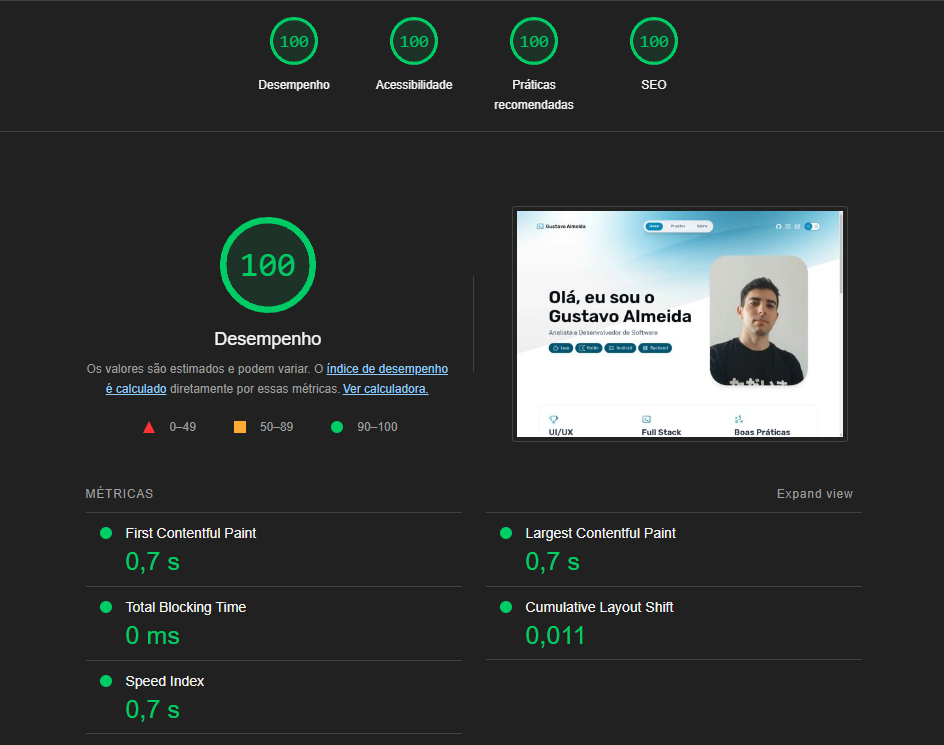 100 100 100 100
Desempenho Acessibilidade Práticas recomendadas SEO
100
Desempenho
Os valores são estimados e podem variar. O índice de desempenho
é calculado diretamente por essas métricas. Ver calculadora.
0–49 50–89 90–100
Gustavo Almeida
Home Projetos Sobre
Olá, eu sou o
Gustavo Almeida
Analista e Desenvolvedor de Software
Java Kotlin Android Backend
UI/UX Full Stack Boas Práticas
MÉTRICAS Expand view
First Contentful Paint
0,7 s
Largest Contentful Paint
0,7 s
Total Blocking Time
0 ms
Cumulative Layout Shift
0,011
Speed Index
0,7 s